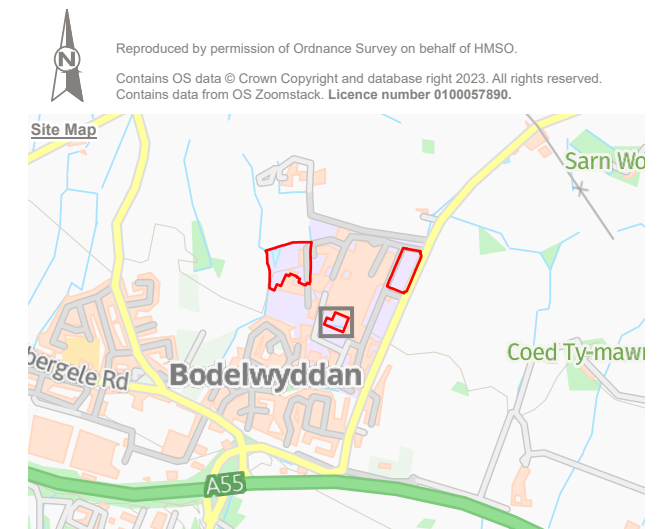 N
Reproduced by permission of Ordnance Survey on behalf of HMSO.
Contains OS data © Crown Copyright and database right 2023. All rights reserved.
Contains data from OS Zoomstack. Licence number 0100057890.
Site Map
Sarn Wo
Coed Ty-mawr
bergele Rd
Bodelwyddan
A55